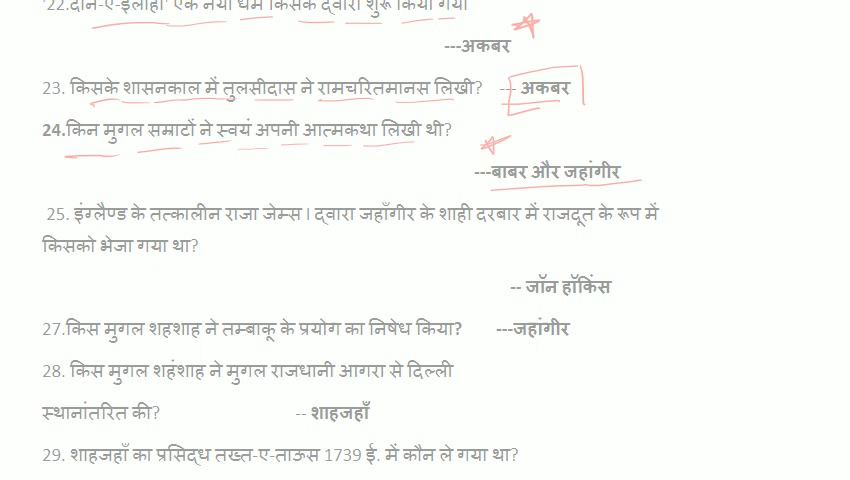 '22.दीन-ए-इलाही' एक नया धर्म किसके द्वारा शुरू किया गया
---अकबर
23. किसके शासनकाल में तुलसीदास ने रामचरितमानस लिखी? --- अकबर
24.किन मुगल सम्राटों ने स्वयं अपनी आत्मकथा लिखी थी?
---बाबर और जहांगीर
25. इंग्लैण्ड के तत्कालीन राजा जेम्स। द्वारा जहाँगीर के शाही दरबार में राजदूत के रूप में
किसको भेजा गया था?
-- जॉन हॉकिंस
27.किस मुगल शहशाह ने तम्बाकू के प्रयोग का निषेध किया? ---जहांगीर
28. किस मुगल शहंशाह ने मुगल राजधानी आगरा से दिल्ली
स्थानांतरित की? -- शाहजहाँ
29. शाहजहाँ का प्रसिद्ध तख्त-ए-ताऊस 1739 ई. में कौन ले गया था?